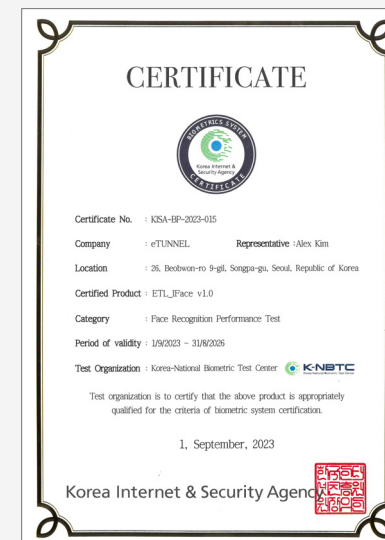 CERTIFICATE
BIOMETRICS SYSTEM
Korea Internet &
Security Agency
CERTIFICATE
Certificate No. : KISA-BP-2023-015
Company : eTUNNEL Representative :Alex Kim
Location : 26, Beobwon-ro 9-gil, Songpa-gu, Seoul, Republic of Korea
Certified Product : ETL_IFace v1.0
Category : Face Recognition Performance Test
Period of validity : 1/9/2023 - 31/8/2026
Test Organization : Korea-National Biometric Test Center K-NBTC
Test organization is to certify that the above product is appropriately
qualified for the criteria of biometric system certification.
1, September, 2023
Korea Internet & Security Agency